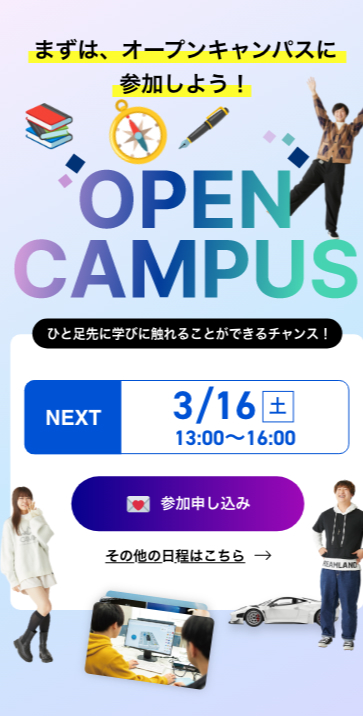 まずは、オープンキャンパスに
参加しよう！
OPEN
CAMPUS
ひと足先に学びに触れることができるチャンス！
NEXT
3/16 土
13:00〜16:00
参加申し込み
その他の日程はこちら →